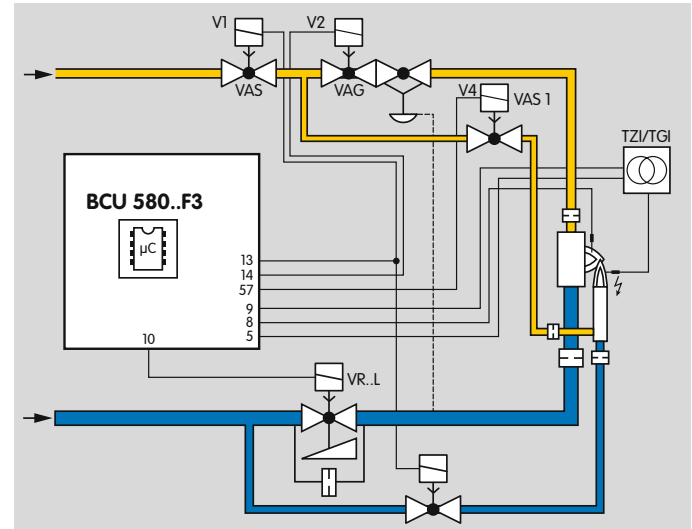 V1
V2
VAS
VAG
V4
VAS 1
TZI/TGI
BCU 580..F3
µC
13
14
57
9
8
5
10
VR..L